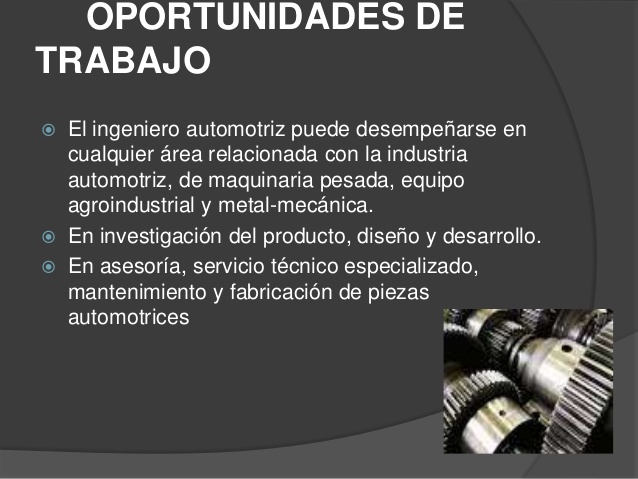 OPORTUNIDADES DE
TRABAJO
El ingeniero automotriz puede desempeñarse en
cualquier área relacionada con la industria
automotriz, de maquinaria pesada, equipo
agroindustrial y metal-mecánica.
En investigación del producto, diseño y desarrollo.
En asesoría, servicio técnico especializado,
mantenimiento y fabricación de piezas
automotrices